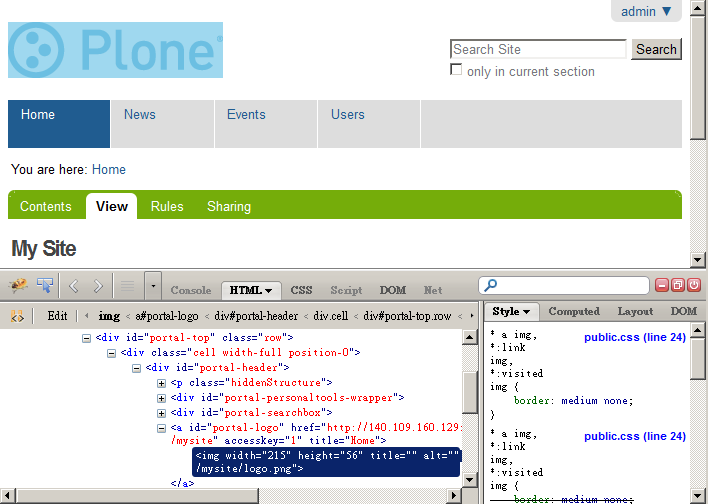 admin ▼
Plone®
Search Site
Search
only in current section
Home
News
Events
Users
You are here: Home
Contents
View
Rules
Sharing
My Site
Console
HTML
CSS
Script
DOM
Net
Edit
img < a#portal-logo < div#portal-header < div.cell < div#portal-top.row <
Style
Computed
Layout
DOM
<div id="portal-top" class="row">
<div class="cell width-full position-0">
<div id="portal-header">
<p class="hiddenStructure">
<div id="portal-personaltools-wrapper">
<div id="portal-searchbox">
<a id="portal-logo" href="http://140.109.160.129:
/mysite" accesskey="1" title="Home">
<img width="215" height="56" title="" alt=""
/mysite/logo.png">
</a>
* a img,
public.css (line 24)
*:link
img,
*:visited
img {
border: medium none;
}
* a img,
public.css (line 24)
*:link
img,
*:visited
img {